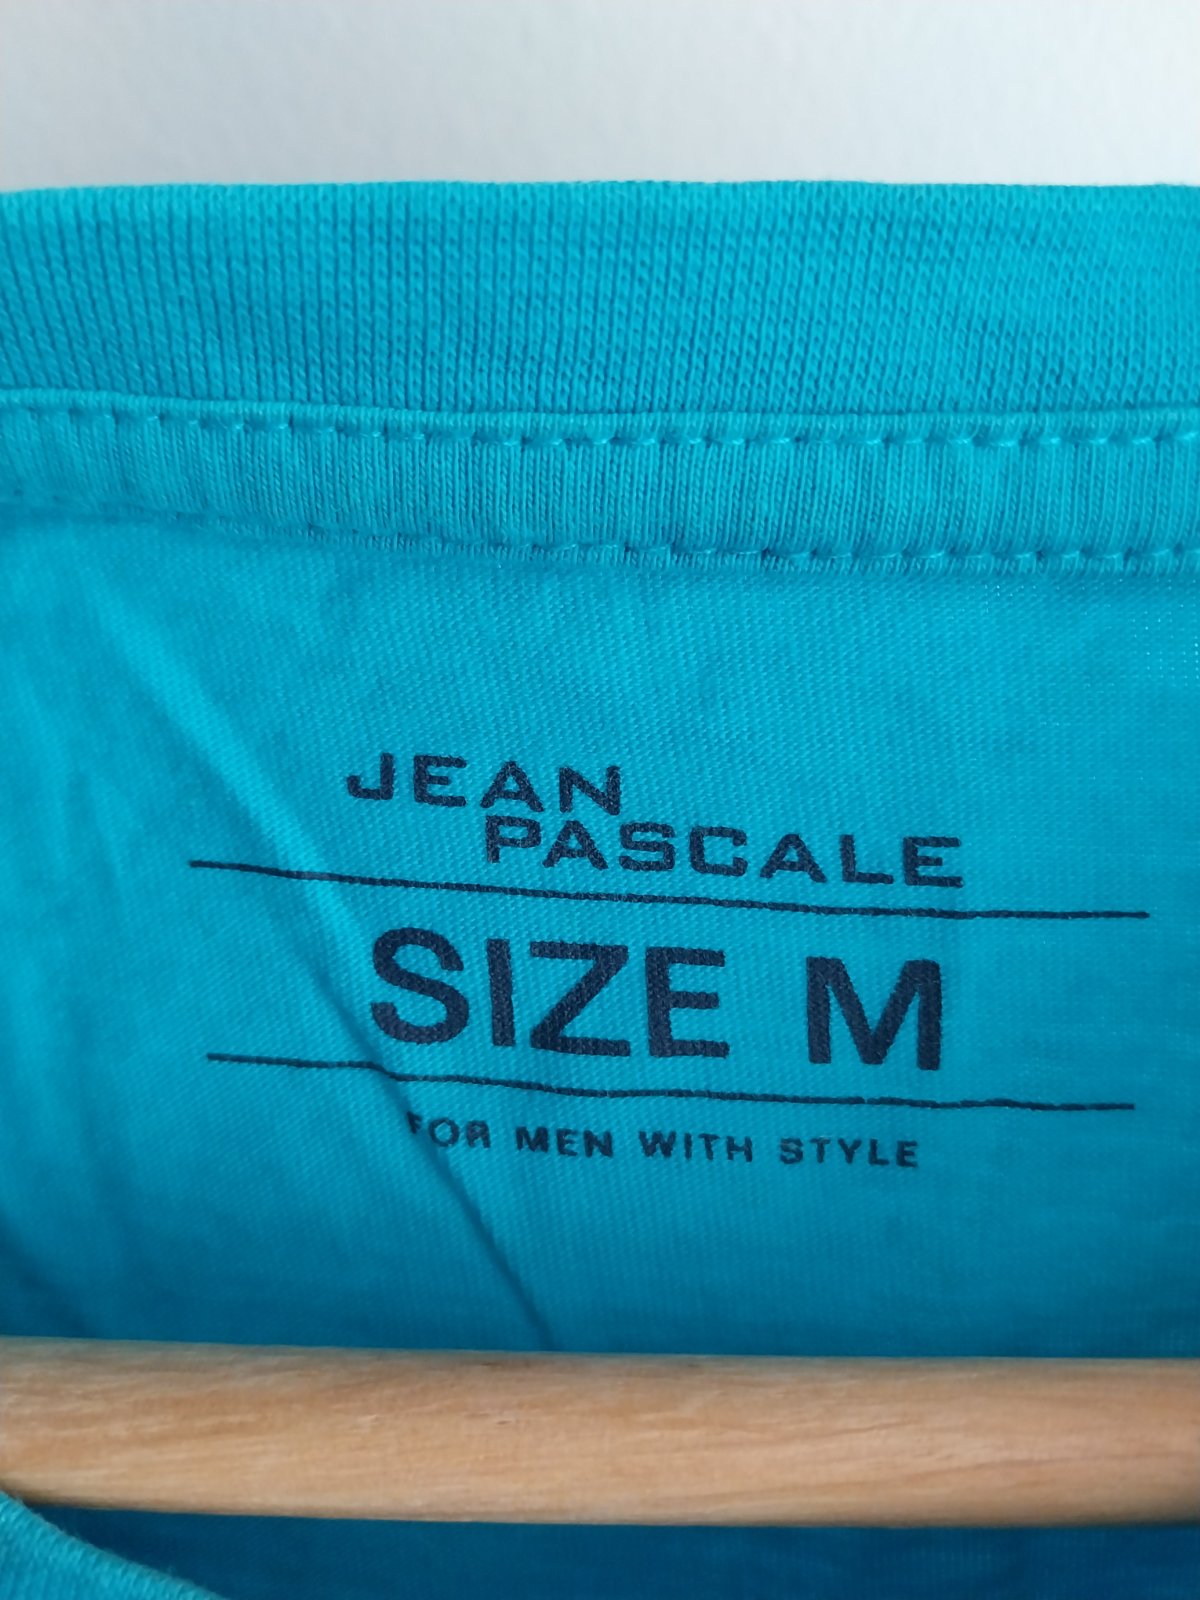 JEAN
PASCALE
SIZE M
FOR MEN WITH STYLE